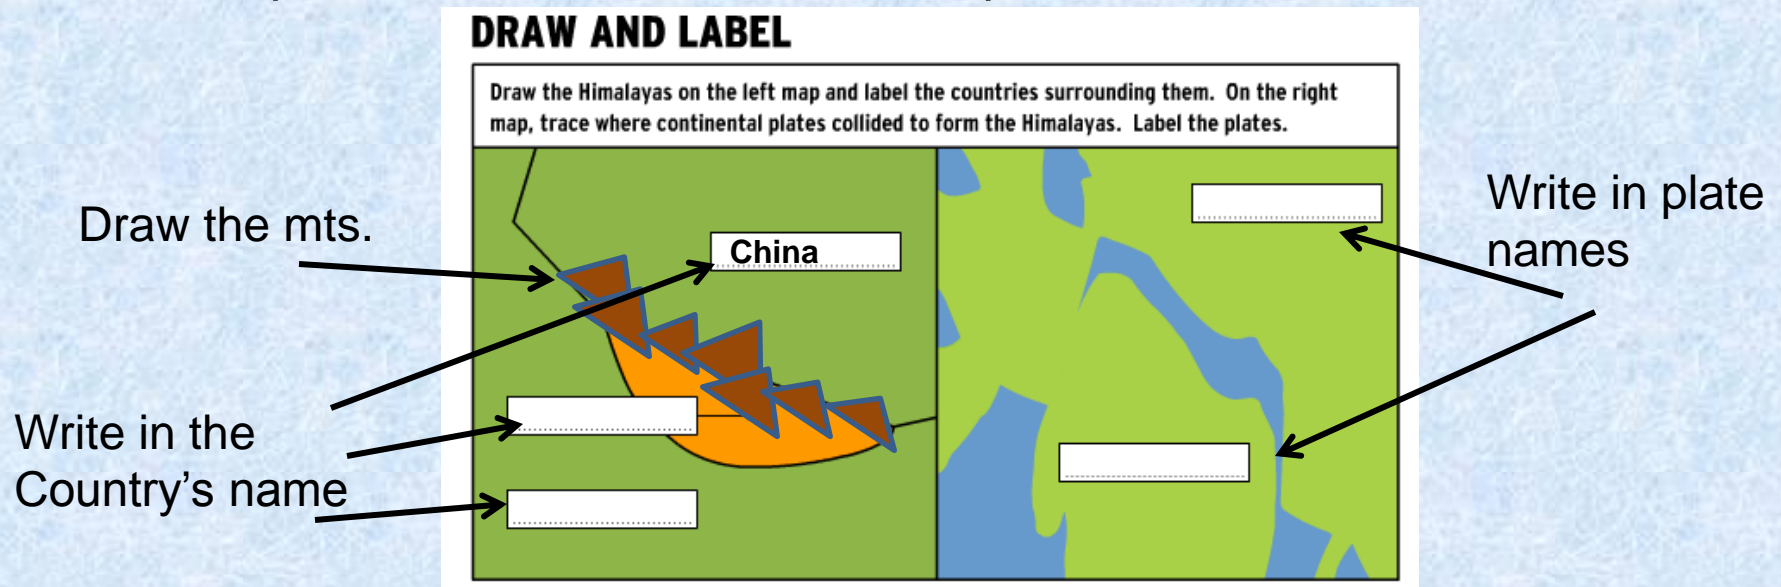 DRAW AND LABEL
Draw the Himalayas on the left map and label the countries surrounding them. On the right
map, trace where continental plates collided to form the Himalayas. Label the plates.
Draw the mts.
China
Write in plate
names
Write in the
Country’s name